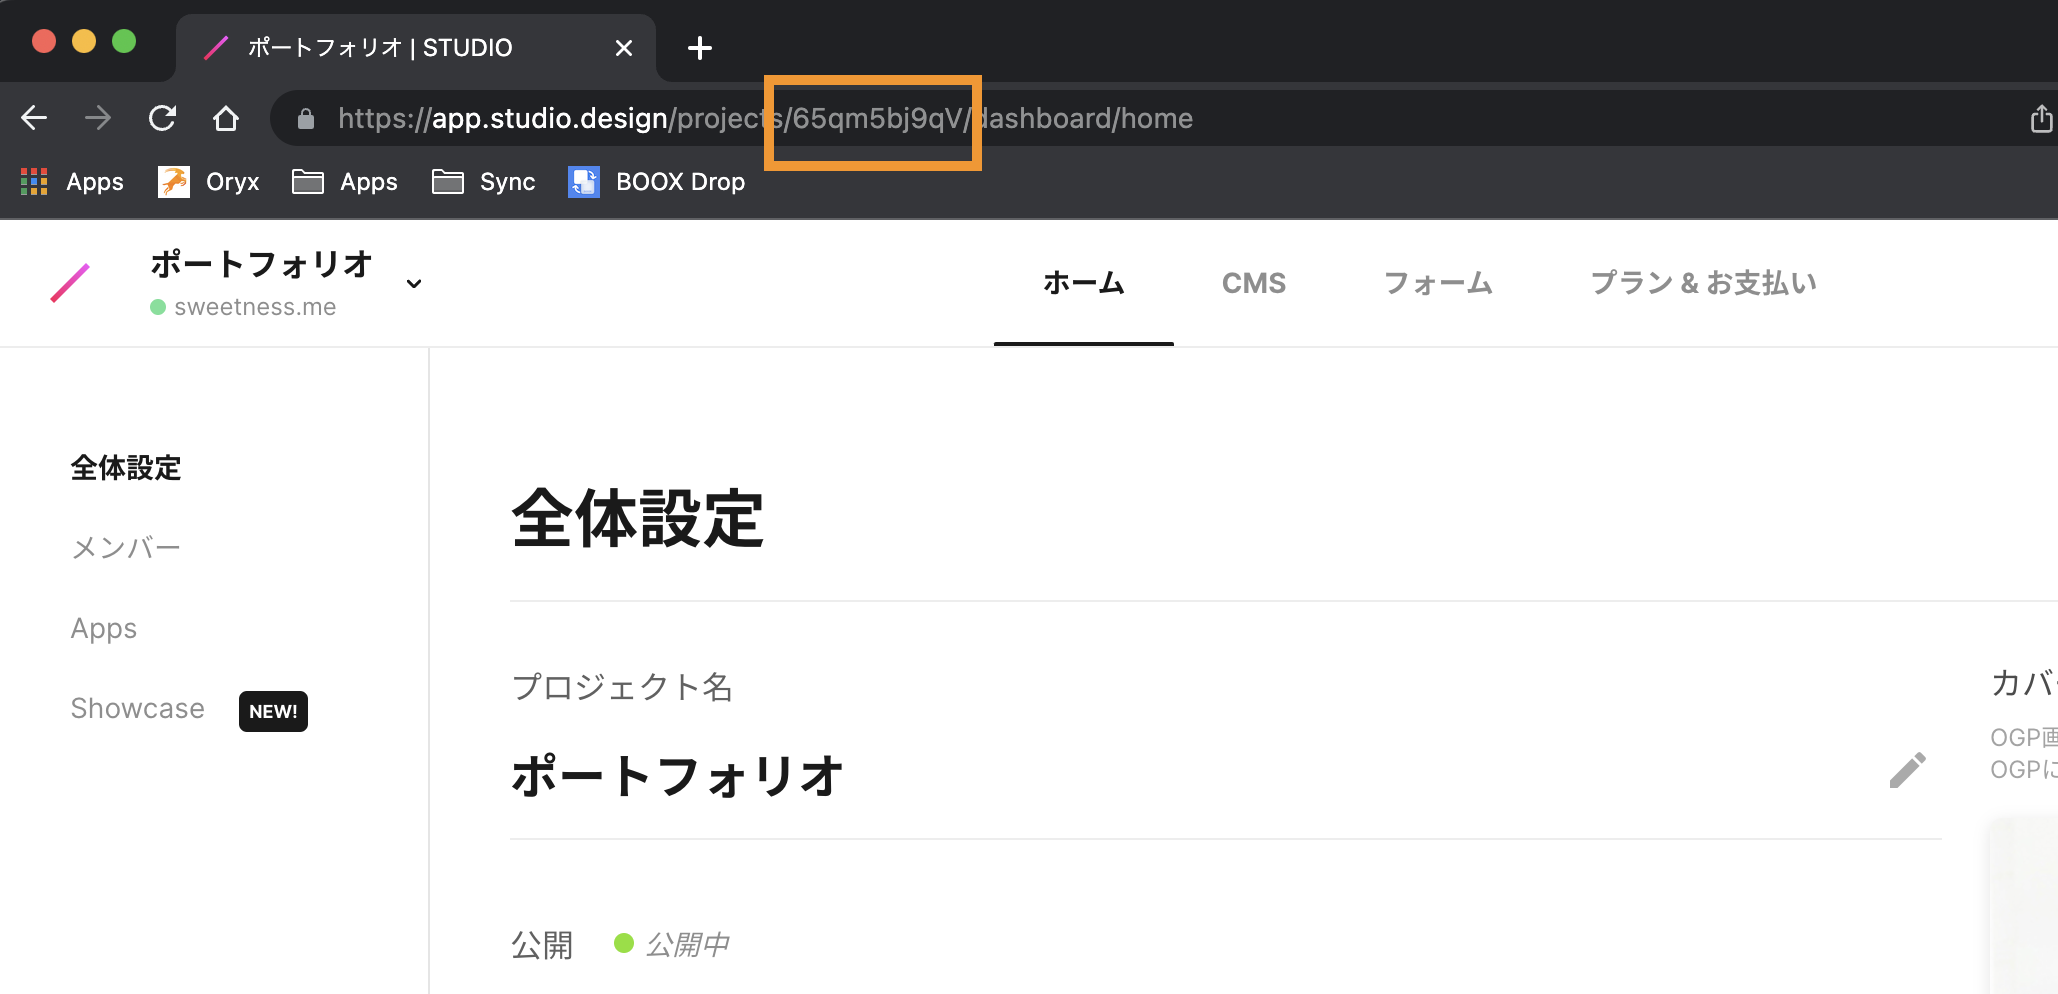 ポートフォリオ | STUDIO
https://app.studio.design/projects/65qm5bj9qV/dashboard/home
Apps Oryx Apps Sync BOOX Drop
ポートフォリオ
sweetness.me
ホーム CMS フォーム プラン & お支払い
全体設定
メンバー
Apps
Showcase NEW!
全体設定
プロジェクト名
ポートフォリオ
公開 公開中
カバ
OGP画
OGPに